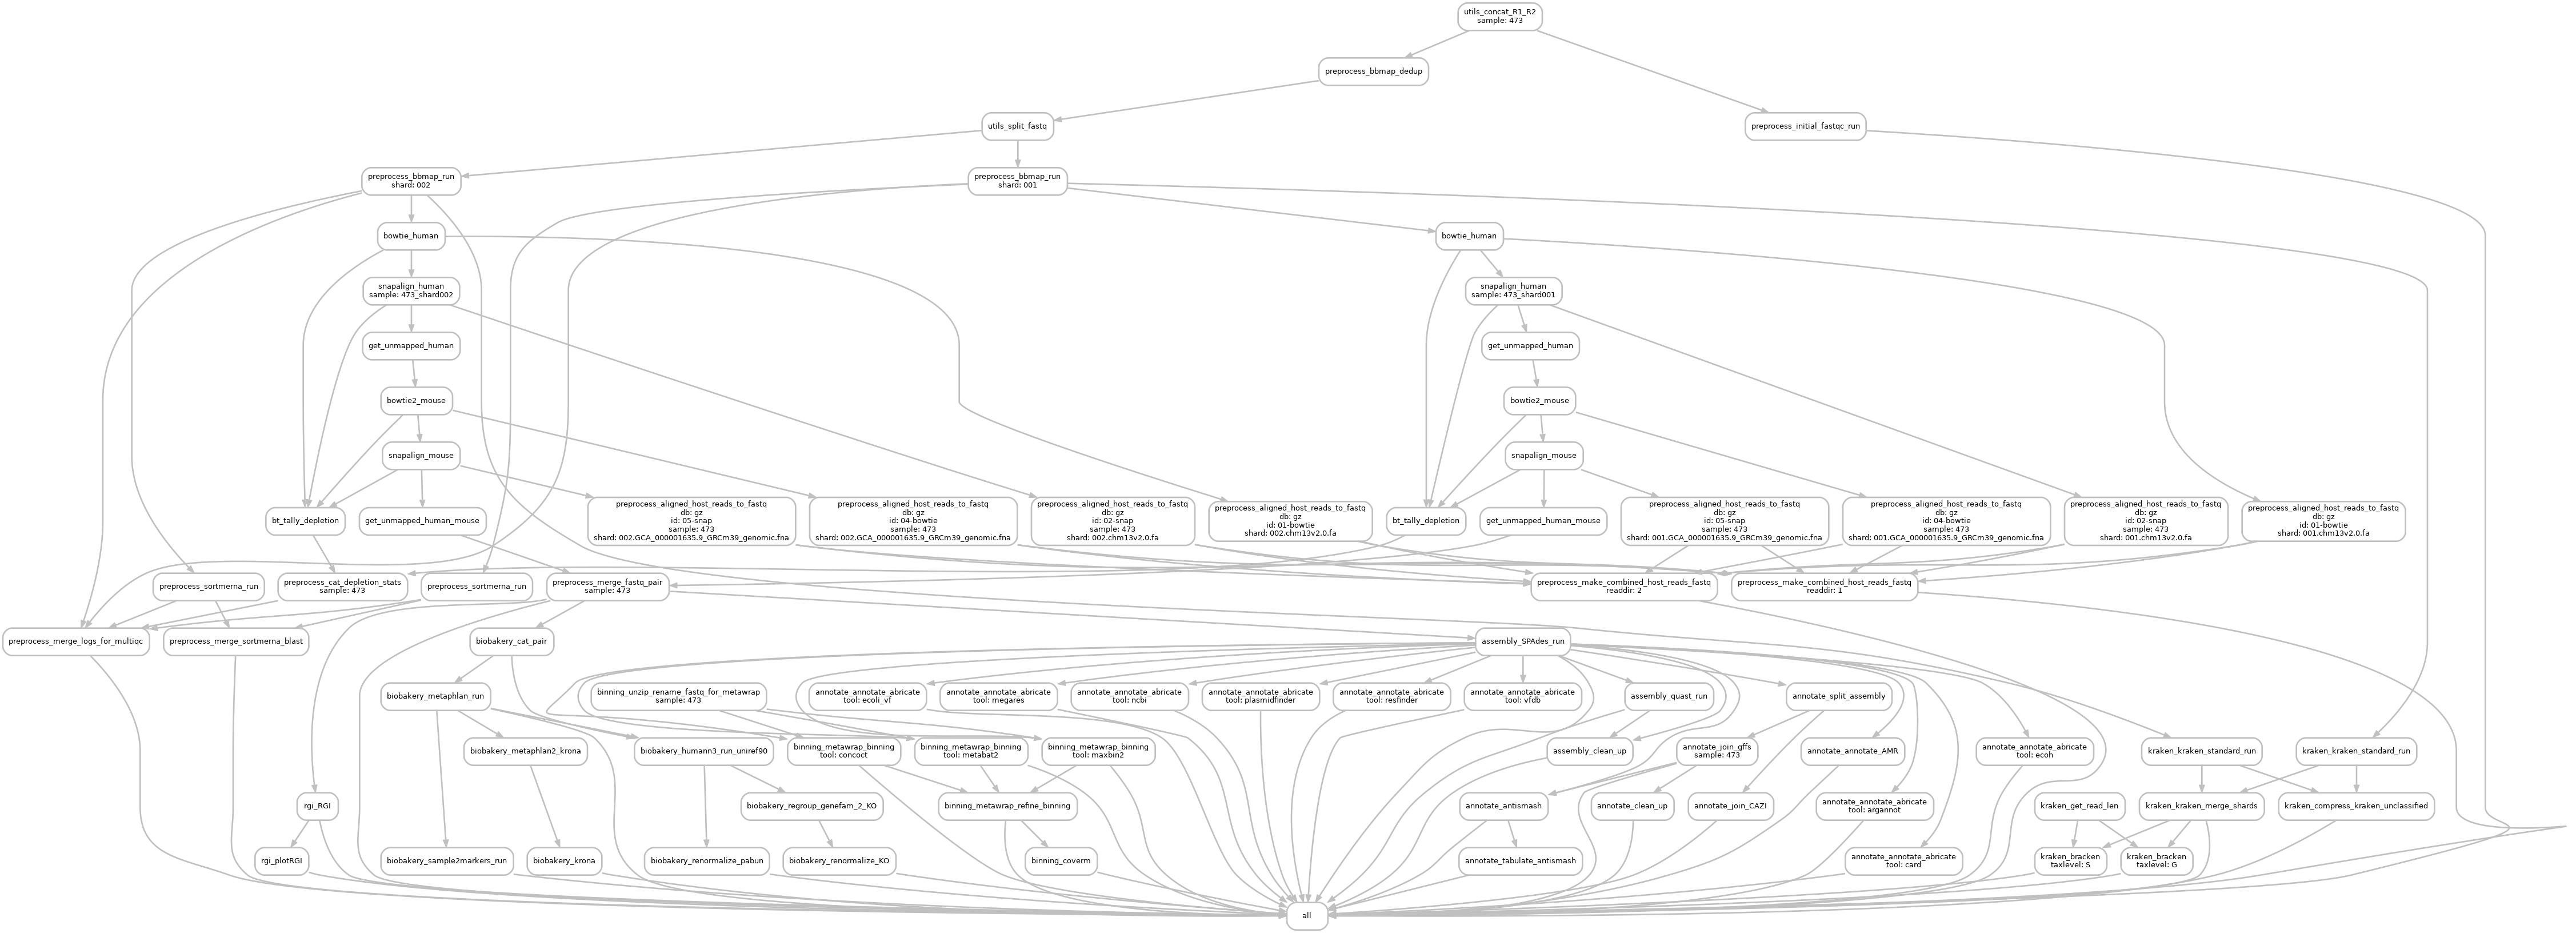 utils_concat_R1_R2
sample: 473
preprocess_bbmap_dedup
utils_split_fastq
preprocess_initial_fastqc_run
preprocess_bbmap_run
shard: 002
preprocess_bbmap_run
shard: 001
bowtie_human
bowtie_human
snapalign_human
sample: 473_shard002
snapalign_human
sample: 473_shard001
get_unmapped_human
get_unmapped_human
bowtie2_mouse
bowtie2_mouse
snapalign_mouse
snapalign_mouse
bt_tally_depletion
get_unmapped_human_mouse
preprocess_aligned_host_reads_to_fastq
db: gz
id: 05-snap
sample: 473
shard: 002.GCA_000001635.9_GRCm39_genomic.fna
preprocess_aligned_host_reads_to_fastq
db: gz
id: 04-bowtie
sample: 473
shard: 002.GCA_000001635.9_GRCm39_genomic.fna
preprocess_aligned_host_reads_to_fastq
db: gz
id: 02-snap
sample: 473
shard: 002.chm13v2.0.fa
preprocess_aligned_host_reads_to_fastq
db: gz
id: 01-bowtie
shard: 002.chm13v2.0.fa
bt_tally_depletion
get_unmapped_human_mouse
preprocess_aligned_host_reads_to_fastq
db: gz
id: 05-snap
sample: 473
shard: 001.GCA_000001635.9_GRCm39_genomic.fna
preprocess_aligned_host_reads_to_fastq
db: gz
id: 04-bowtie
sample: 473
shard: 001.GCA_000001635.9_GRCm39_genomic.fna
preprocess_aligned_host_reads_to_fastq
db: gz
id: 02-snap
sample: 473
shard: 001.chm13v2.0.fa
preprocess_aligned_host_reads_to_fastq
db: gz
id: 01-bowtie
shard: 001.chm13v2.0.fa
preprocess_sortmerna_run
preprocess_cat_depletion_stats
sample: 473
preprocess_sortmerna_run
preprocess_merge_fastq_pair
sample: 473
preprocess_make_combined_host_reads_fastq
readdir: 2
preprocess_make_combined_host_reads_fastq
readdir: 1
preprocess_merge_logs_for_multiqc
preprocess_merge_sortmerna_blast
biobakery_cat_pair
assembly_SPAdes_run
biobakery_metaphlan_run
binning_unzip_rename_fastq_for_metawrap
sample: 473
annotate_annotate_abricate
tool: ecoli_vf
annotate_annotate_abricate
tool: megares
annotate_annotate_abricate
tool: ncbi
annotate_annotate_abricate
tool: plasmidfinder
annotate_annotate_abricate
tool: resfinder
annotate_annotate_abricate
tool: vfdb
assembly_quast_run
annotate_split_assembly
biobakery_metaphlan2_krona
biobakery_humann3_run_uniref90
binning_metawrap_binning
tool: concoct
binning_metawrap_binning
tool: metabat2
binning_metawrap_binning
tool: maxbin2
assembly_clean_up
annotate_join_gffs
sample: 473
annotate_annotate_AMR
annotate_annotate_abricate
tool: ecoh
kraken_kraken_standard_run
kraken_kraken_standard_run
rgi_RGI
biobakery_regroup_genefam_2_KO
binning_metawrap_refine_binning
annotate_antismash
annotate_clean_up
annotate_join_CAZI
annotate_annotate_abricate
tool: argannot
kraken_get_read_len
kraken_kraken_merge_shards
kraken_compress_kraken_unclassified
rgi_plotRGI
biobakery_sample2markers_run
biobakery_krona
biobakery_renormalize_pabun
biobakery_renormalize_KO
binning_coverm
annotate_tabulate_antismash
annotate_annotate_abricate
tool: card
kraken_bracken
taxlevel: S
kraken_bracken
taxlevel: G
all